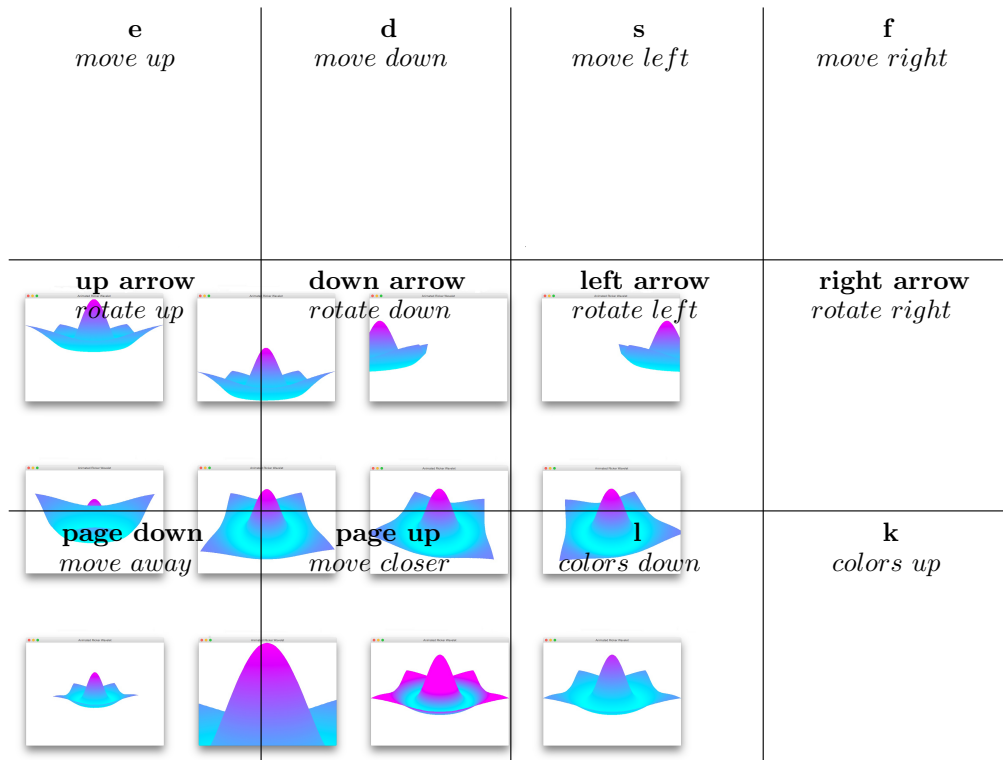 e d s f
move up move down move left move right
up arrow down arrow left arrow right arrow
rotate up rotate down rotate left rotate right
page down page up l k
move away move closer colors down colors up